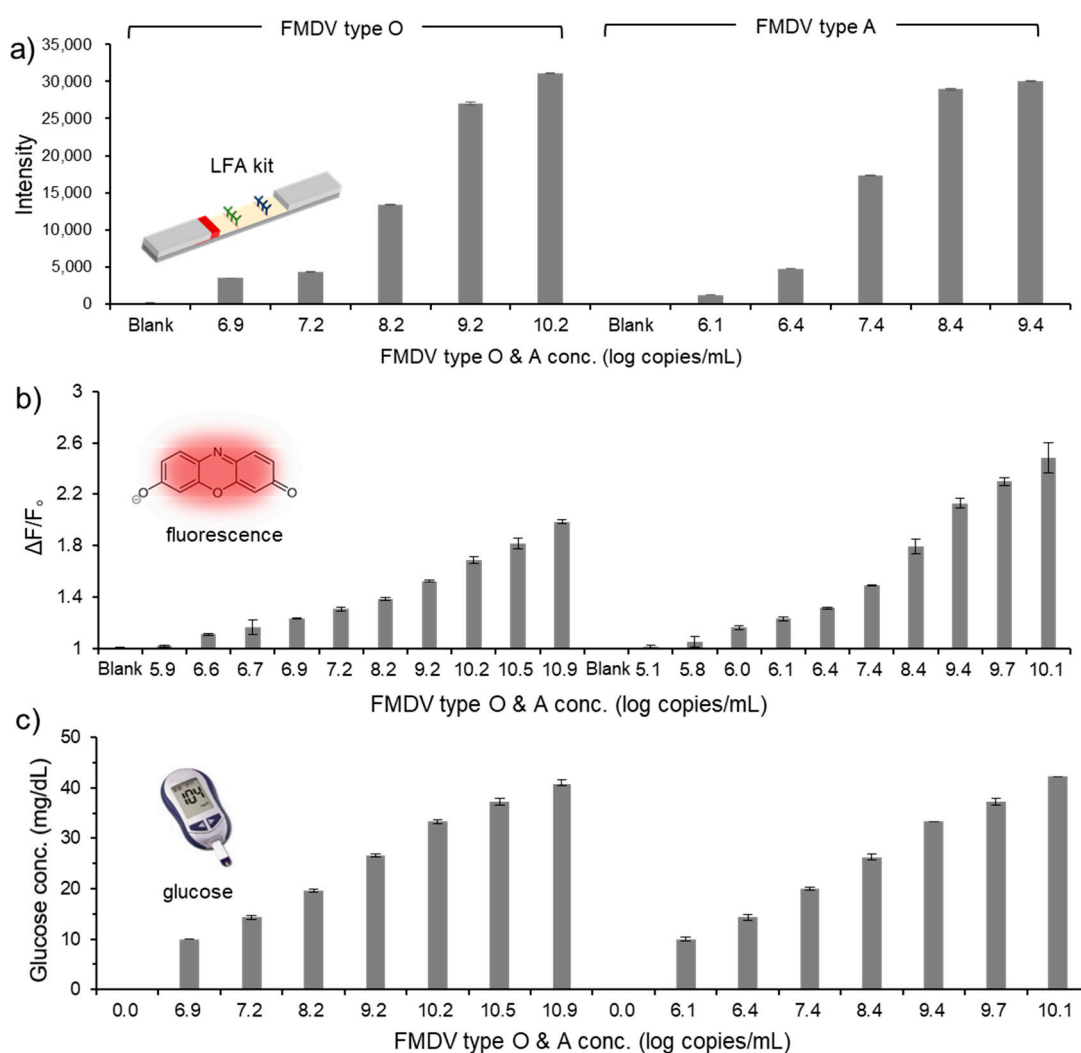 a)
FMDV type O
FMDV type A
35,000
30,000
25,000
20,000
15,000
10,000
5,000
0
Intensity
LFA kit
Blank 6.9 7.2 8.2 9.2 10.2 Blank 6.1 6.4 7.4 8.4 9.4
FMDV type O & A conc. (log copies/mL)
b)
3
2.6
2.2
1.8
1.4
1
ΔF/F。
N
O
O
O
⊖
fluorescence
Blank 5.9 6.6 6.7 6.9 7.2 8.2 9.2 10.2 10.5 10.9 Blank 5.1 5.8 6.0 6.1 6.4 7.4 8.4 9.4 9.7 10.1
FMDV type O & A conc. (log copies/mL)
c)
50
40
30
20
10
0
Glucose conc. (mg/dL)
104
glucose
0.0 6.9 7.2 8.2 9.2 10.2 10.5 10.9 0.0 6.1 6.4 7.4 8.4 9.4 9.7 10.1
FMDV type O & A conc. (log copies/mL)